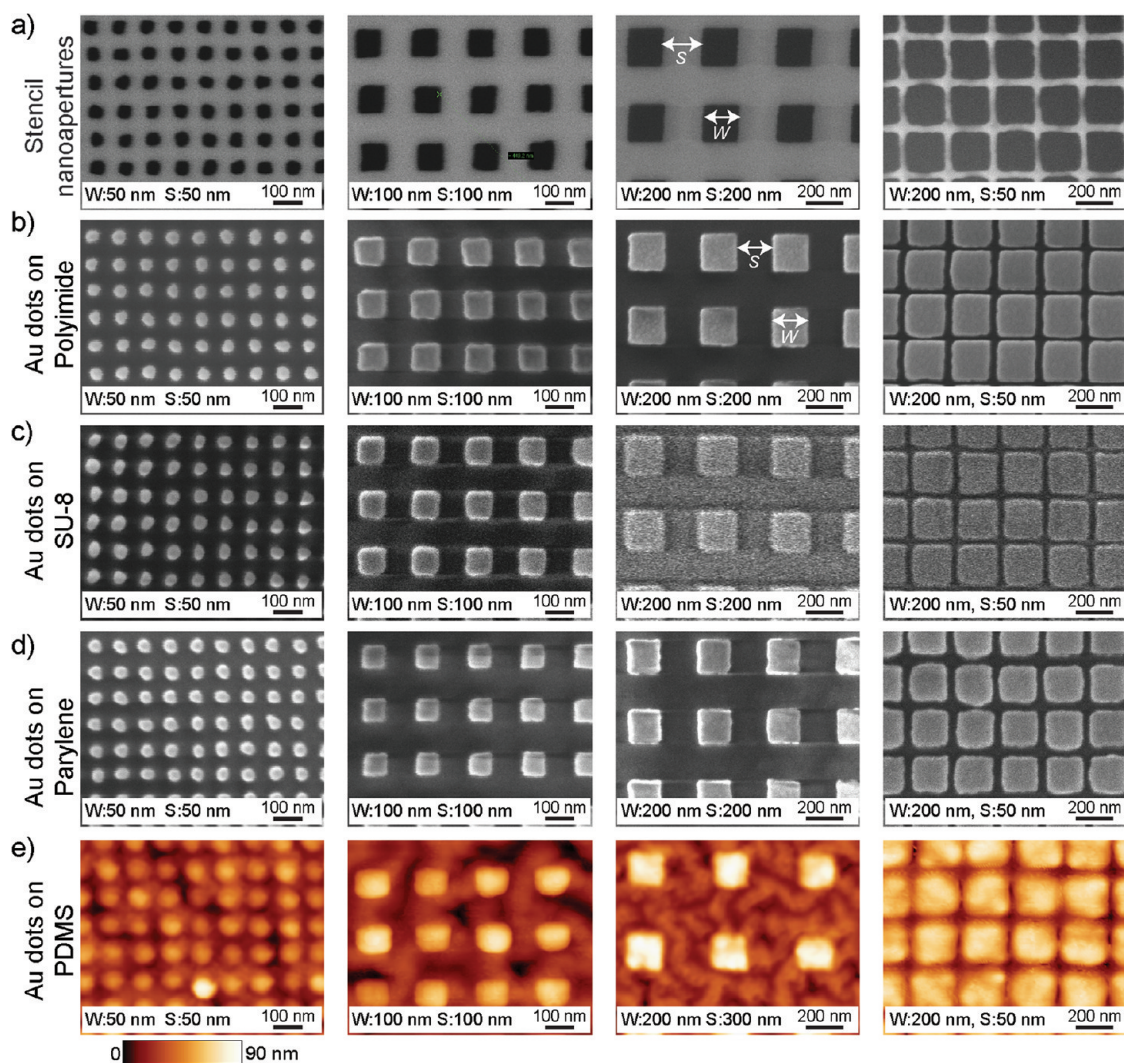 a)
Stencil
nanoapertures
W:50 nm S:50 nm 100 nm
W:100 nm S:100 nm 100 nm
S
W
W:200 nm S:200 nm 200 nm
W:200 nm, S:50 nm 200 nm
b)
Au dots on
Polyimide
W:50 nm S:50 nm 100 nm
W:100 nm S:100 nm 100 nm
S
W
W:200 nm S:200 nm 200 nm
W:200 nm, S:50 nm 200 nm
c)
Au dots on
SU-8
W:50 nm S:50 nm 100 nm
W:100 nm S:100 nm 100 nm
W:200 nm S:200 nm 200 nm
W:200 nm, S:50 nm 200 nm
d)
Au dots on
Parylene
W:50 nm S:50 nm 100 nm
W:100 nm S:100 nm 100 nm
W:200 nm S:200 nm 200 nm
W:200 nm, S:50 nm 200 nm
e)
Au dots on
PDMS
W:50 nm S:50 nm 100 nm
W:100 nm S:100 nm 100 nm
W:200 nm S:300 nm 200 nm
W:200 nm, S:50 nm 200 nm
0 90 nm